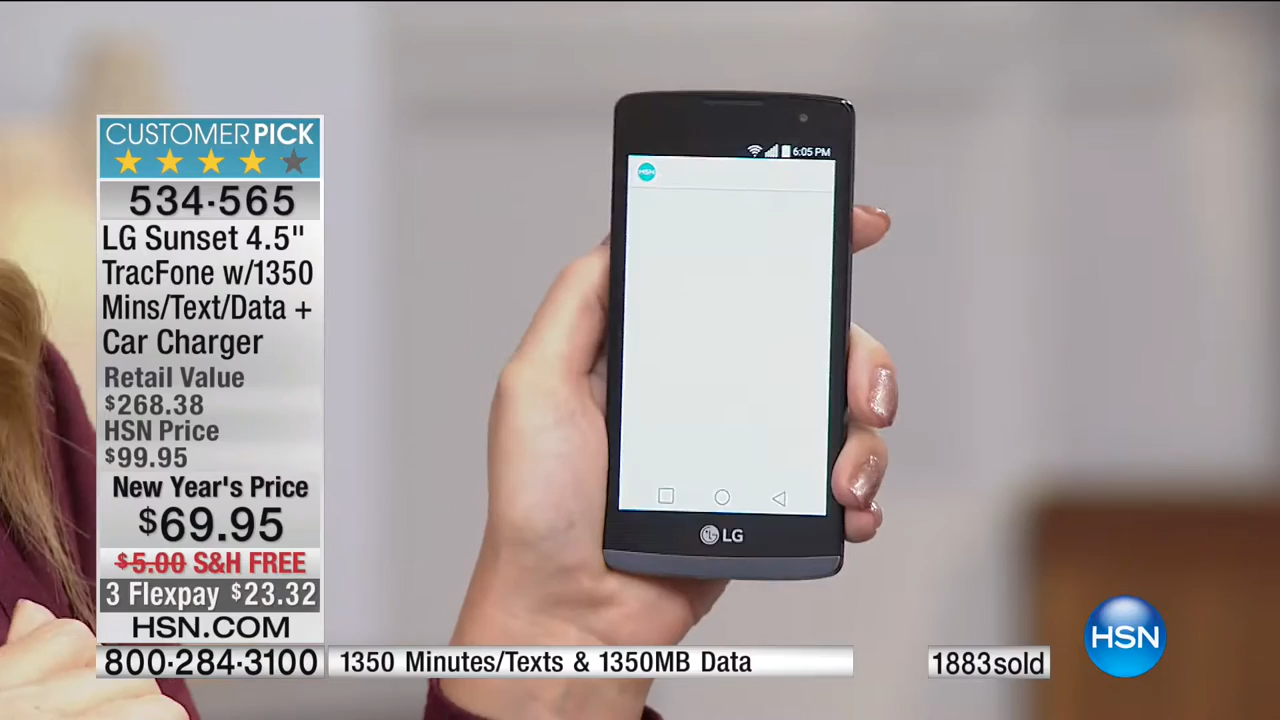 CUSTOMERPICK
534·565
LG Sunset 4.5"
TracFone w/1350
Mins/Text/Data +
Car Charger
Retail Value
$268.38
HSN Price
$99.95
New Year's Price
$69.95
$5.00 S&H FREE
3 Flexpay $23.32
HSN.COM
800·284·3100
1350 Minutes/Texts & 1350MB Data
1883sold
HSN
6:05 PM
HSN
LG